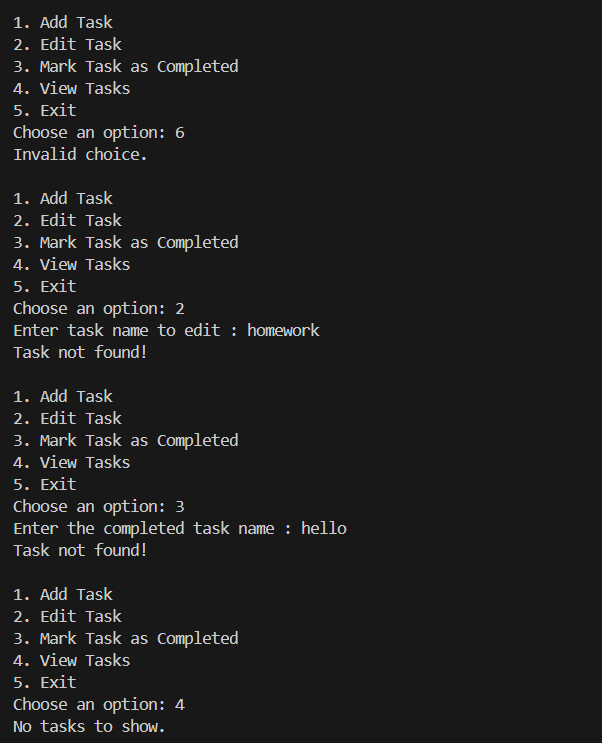 1. Add Task
2. Edit Task
3. Mark Task as Completed
4. View Tasks
5. Exit
Choose an option: 6
Invalid choice.

1. Add Task
2. Edit Task
3. Mark Task as Completed
4. View Tasks
5. Exit
Choose an option: 2
Enter task name to edit : homework
Task not found!

1. Add Task
2. Edit Task
3. Mark Task as Completed
4. View Tasks
5. Exit
Choose an option: 3
Enter the completed task name : hello
Task not found!

1. Add Task
2. Edit Task
3. Mark Task as Completed
4. View Tasks
5. Exit
Choose an option: 4
No tasks to show.